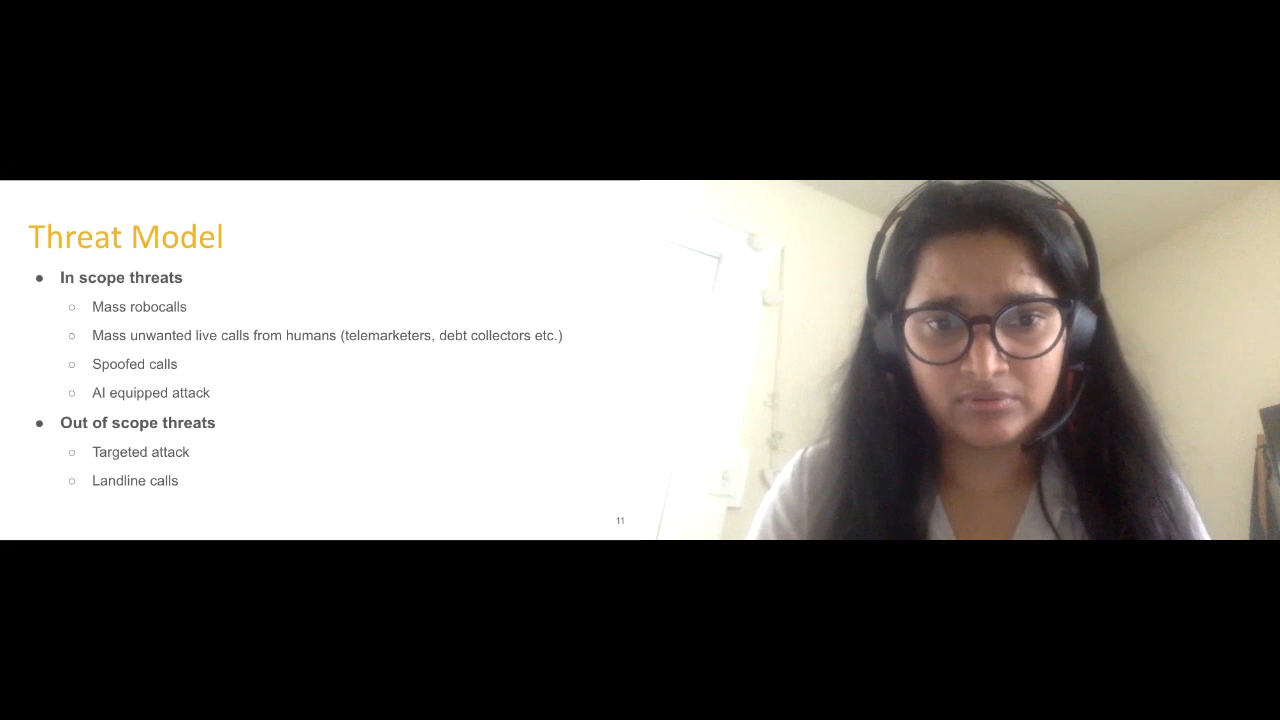 Threat Model
● In scope threats
○ Mass robocalls
○ Mass unwanted live calls from humans (telemarketers, debt collectors etc.)
○ Spoofed calls
○ AI equipped attack
● Out of scope threats
○ Targeted attack
○ Landline calls
11